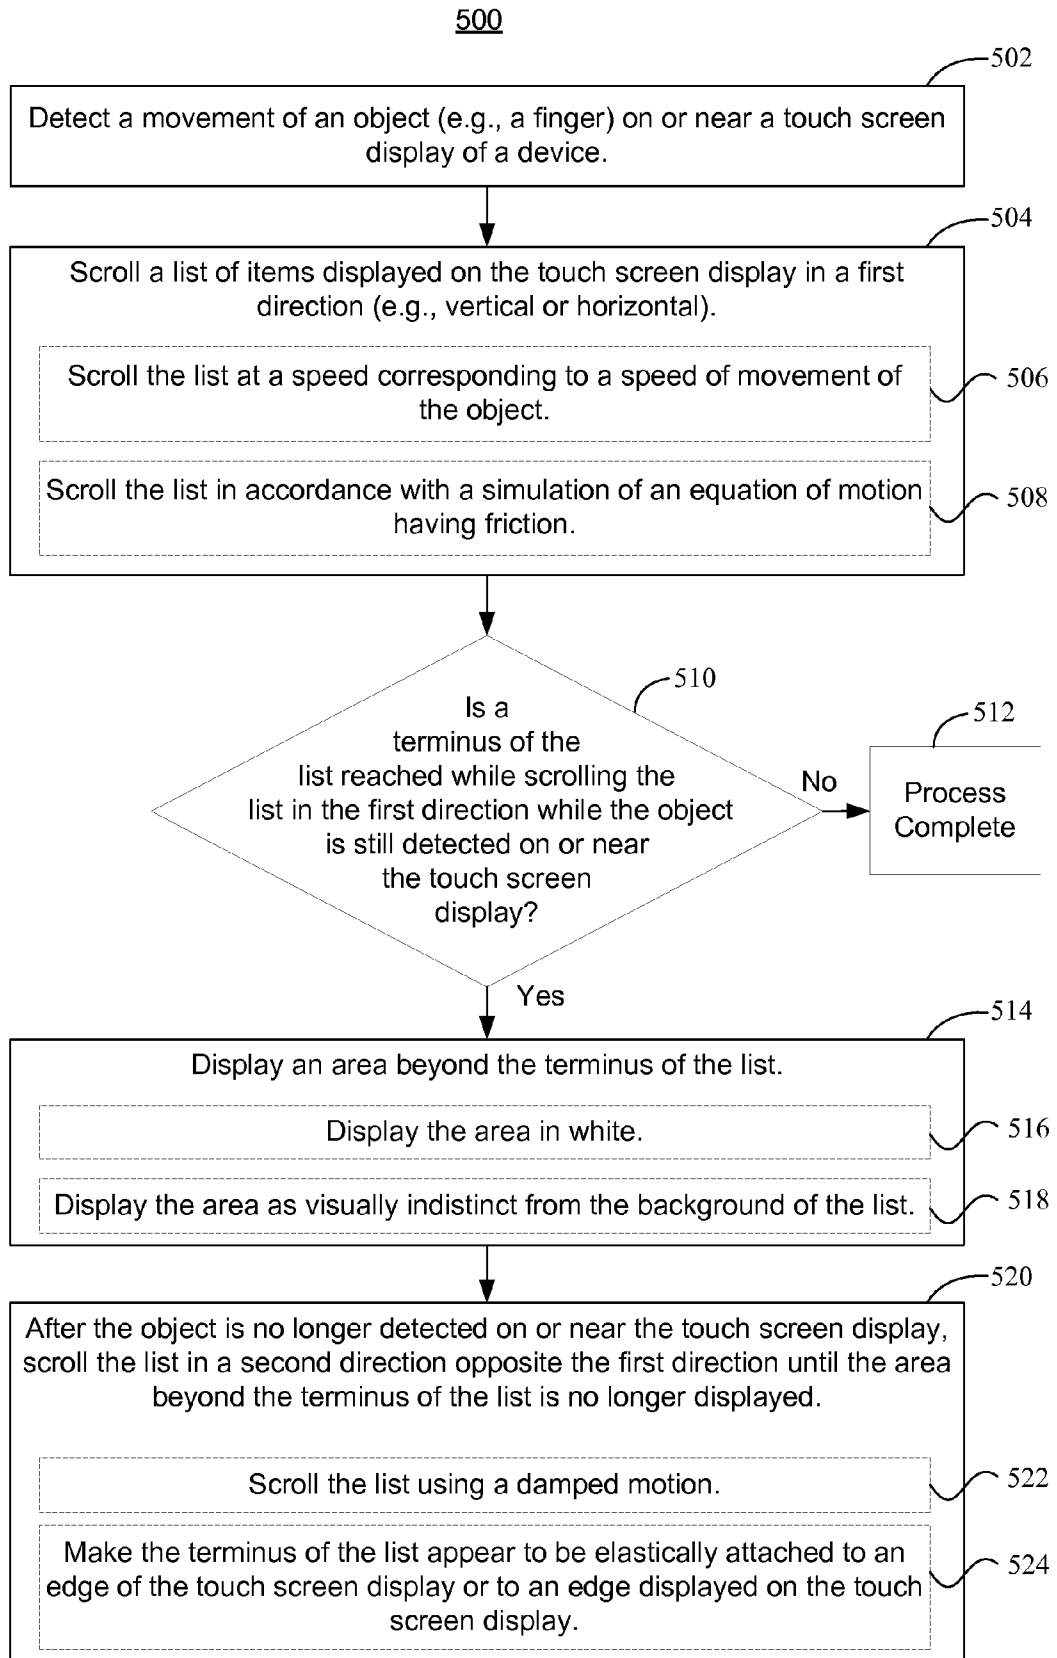 500
502
Detect a movement of an object (e.g., a finger) on or near a touch screen
display of a device.
504
Scroll a list of items displayed on the touch screen display in a first
direction (e.g., vertical or horizontal).
Scroll the list at a speed corresponding to a speed of movement of
the object.
506
Scroll the list in accordance with a simulation of an equation of motion
having friction.
508
510
Is a
terminus of the
list reached while scrolling the
list in the first direction while the object
is still detected on or near
the touch screen
display?
No
512
Process
Complete
Yes
514
Display an area beyond the terminus of the list.
Display the area in white.
516
Display the area as visually indistinct from the background of the list.
518
520
After the object is no longer detected on or near the touch screen display,
scroll the list in a second direction opposite the first direction until the area
beyond the terminus of the list is no longer displayed.
Scroll the list using a damped motion.
522
Make the terminus of the list appear to be elastically attached to an
edge of the touch screen display or to an edge displayed on the touch
screen display.
524